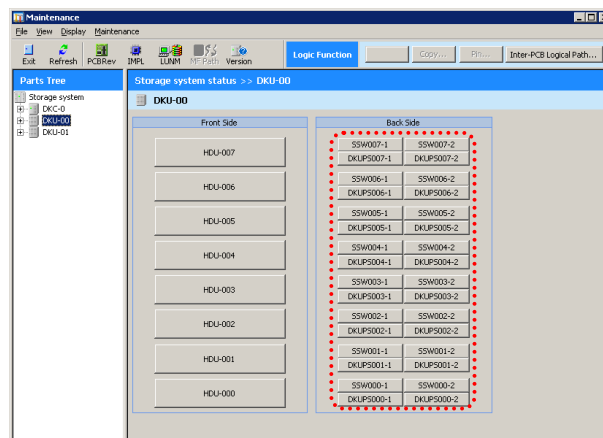 Maintenance
File View Display Maintenance
Exit Refresh PCBRev IMPL LUNM MF Path Version Logic Function Copy... Pin... Inter-PCB Logical Path...
Parts Tree
Storage system status >> DKU-00
Storage system
DKC-0
DKU-00
DKU-01
DKU-00
Front Side
HDU-007
HDU-006
HDU-005
HDU-004
HDU-003
HDU-002
HDU-001
HDU-000
Back Side
SSW007-1 SSW007-2
DKUPS007-1 DKUPS007-2
SSW006-1 SSW006-2
DKUPS006-1 DKUPS006-2
SSW005-1 SSW005-2
DKUPS005-1 DKUPS005-2
SSW004-1 SSW004-2
DKUPS004-1 DKUPS004-2
SSW003-1 SSW003-2
DKUPS003-1 DKUPS003-2
SSW002-1 SSW002-2
DKUPS002-1 DKUPS002-2
SSW001-1 SSW001-2
DKUPS001-1 DKUPS001-2
SSW000-1 SSW000-2
DKUPS000-1 DKUPS000-2